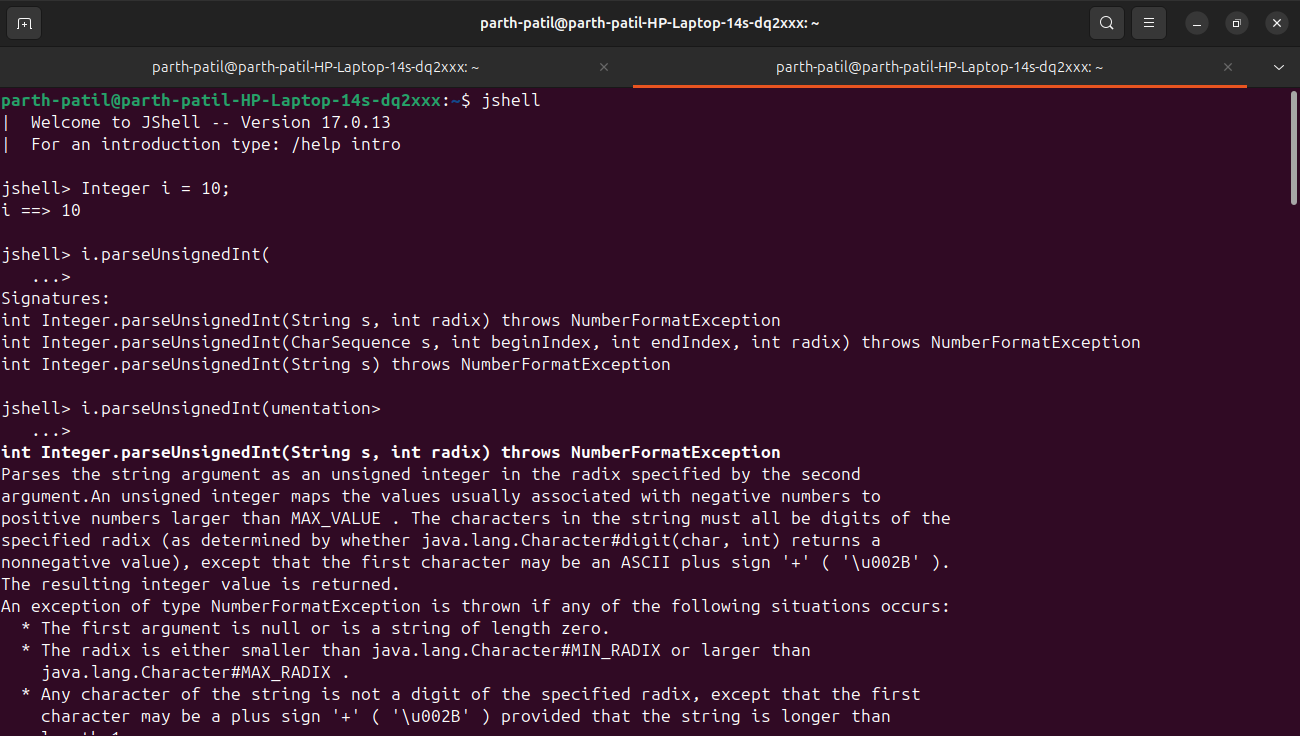 parth-patil@parth-patil-HP-Laptop-14s-dq2xxx: ~
parth-patil@parth-patil-HP-Laptop-14s-dq2xxx: ~
parth-patil@parth-patil-HP-Laptop-14s-dq2xxx: ~
parth-patil@parth-patil-HP-Laptop-14s-dq2xxx:~$ jshell
|  Welcome to JShell -- Version 17.0.13
|  For an introduction type: /help intro
jshell> Integer i = 10;
i ==> 10
jshell> i.parseUnsignedInt(
   ...>
Signatures:
int Integer.parseUnsignedInt(String s, int radix) throws NumberFormatException
int Integer.parseUnsignedInt(CharSequence s, int beginIndex, int endIndex, int radix) throws NumberFormatException
int Integer.parseUnsignedInt(String s) throws NumberFormatException
jshell> i.parseUnsignedInt(umentation>
   ...>
int Integer.parseUnsignedInt(String s, int radix) throws NumberFormatException
Parses the string argument as an unsigned integer in the radix specified by the second
argument.An unsigned integer maps the values usually associated with negative numbers to
positive numbers larger than MAX_VALUE . The characters in the string must all be digits of the
specified radix (as determined by whether java.lang.Character#digit(char, int) returns a
nonnegative value), except that the first character may be an ASCII plus sign '+' ( '\u002B' ).
The resulting integer value is returned.
An exception of type NumberFormatException is thrown if any of the following situations occurs:
  * The first argument is null or is a string of length zero.
  * The radix is either smaller than java.lang.Character#MIN_RADIX or larger than
    java.lang.Character#MAX_RADIX .
  * Any character of the string is not a digit of the specified radix, except that the first
    character may be a plus sign '+' ( '\u002B' ) provided that the string is longer than